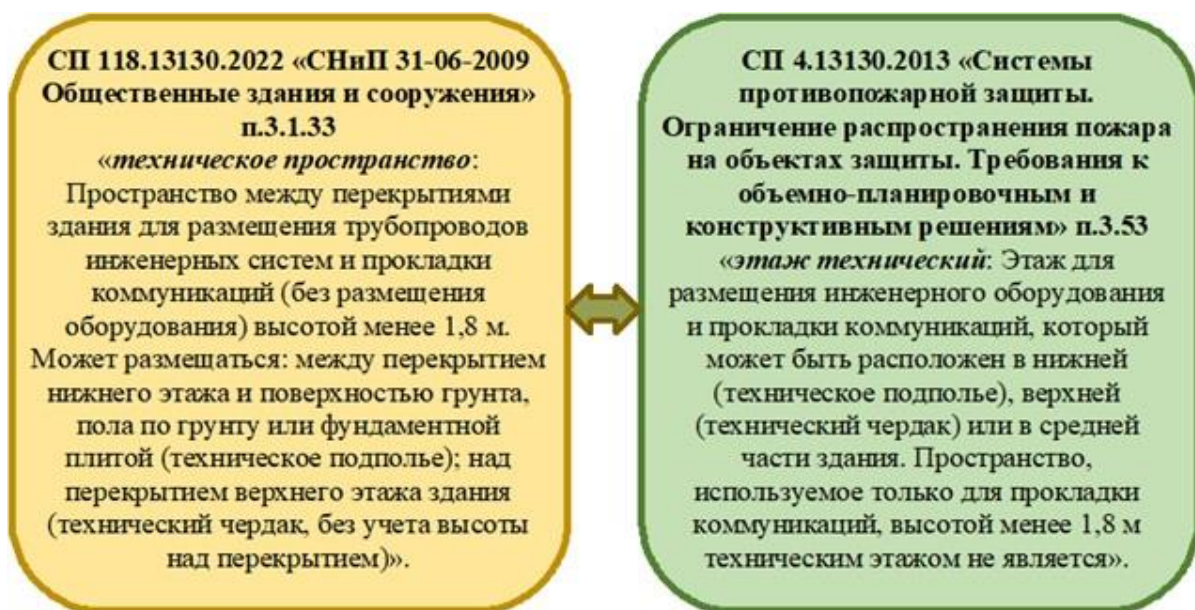 СП 118.13130.2022 «СНиП 31-06-2009
Общественные здания и сооружения»
п.3.1.33
«техническое пространство:
Пространство между перекрытиями
здания для размещения трубопроводов
инженерных систем и прокладки
коммуникаций (без размещения
оборудования) высотой менее 1,8 м.
Может размещаться: между перекрытием
нижнего этажа и поверхностью грунта,
пола по грунту или фундаментной
плитой (техническое подполье); над
перекрытием верхнего этажа здания
(технический чердак, без учета высоты
над перекрытием)».
СП 4.13130.2013 «Системы
противопожарной защиты.
Ограничение распространения пожара
на объектах защиты. Требования к
объемно-планировочным и
конструктивным решениям» п.3.53
«этаж технический: Этаж для
размещения инженерного оборудования
и прокладки коммуникаций, который
может быть расположен в нижней
(техническое подполье), верхней
(технический чердак) или в средней
части здания. Пространство,
используемое только для прокладки
коммуникаций, высотой менее 1,8 м
техническим этажом не является».